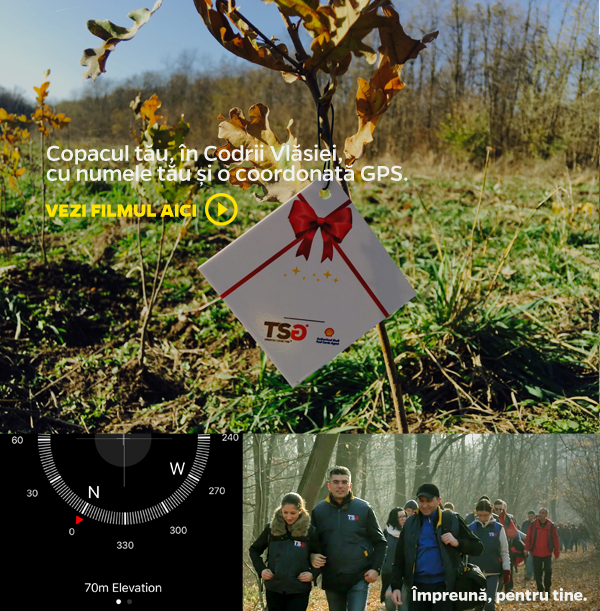 Copacul tău, în Codrii Vlăsiei,
cu numele tău și o coordonată GPS.
VEZI FILMUL AICI
TSG
60
240
30
W
270
N
0
300
330
70m Elevation
TSG
Împreună, pentru tine.